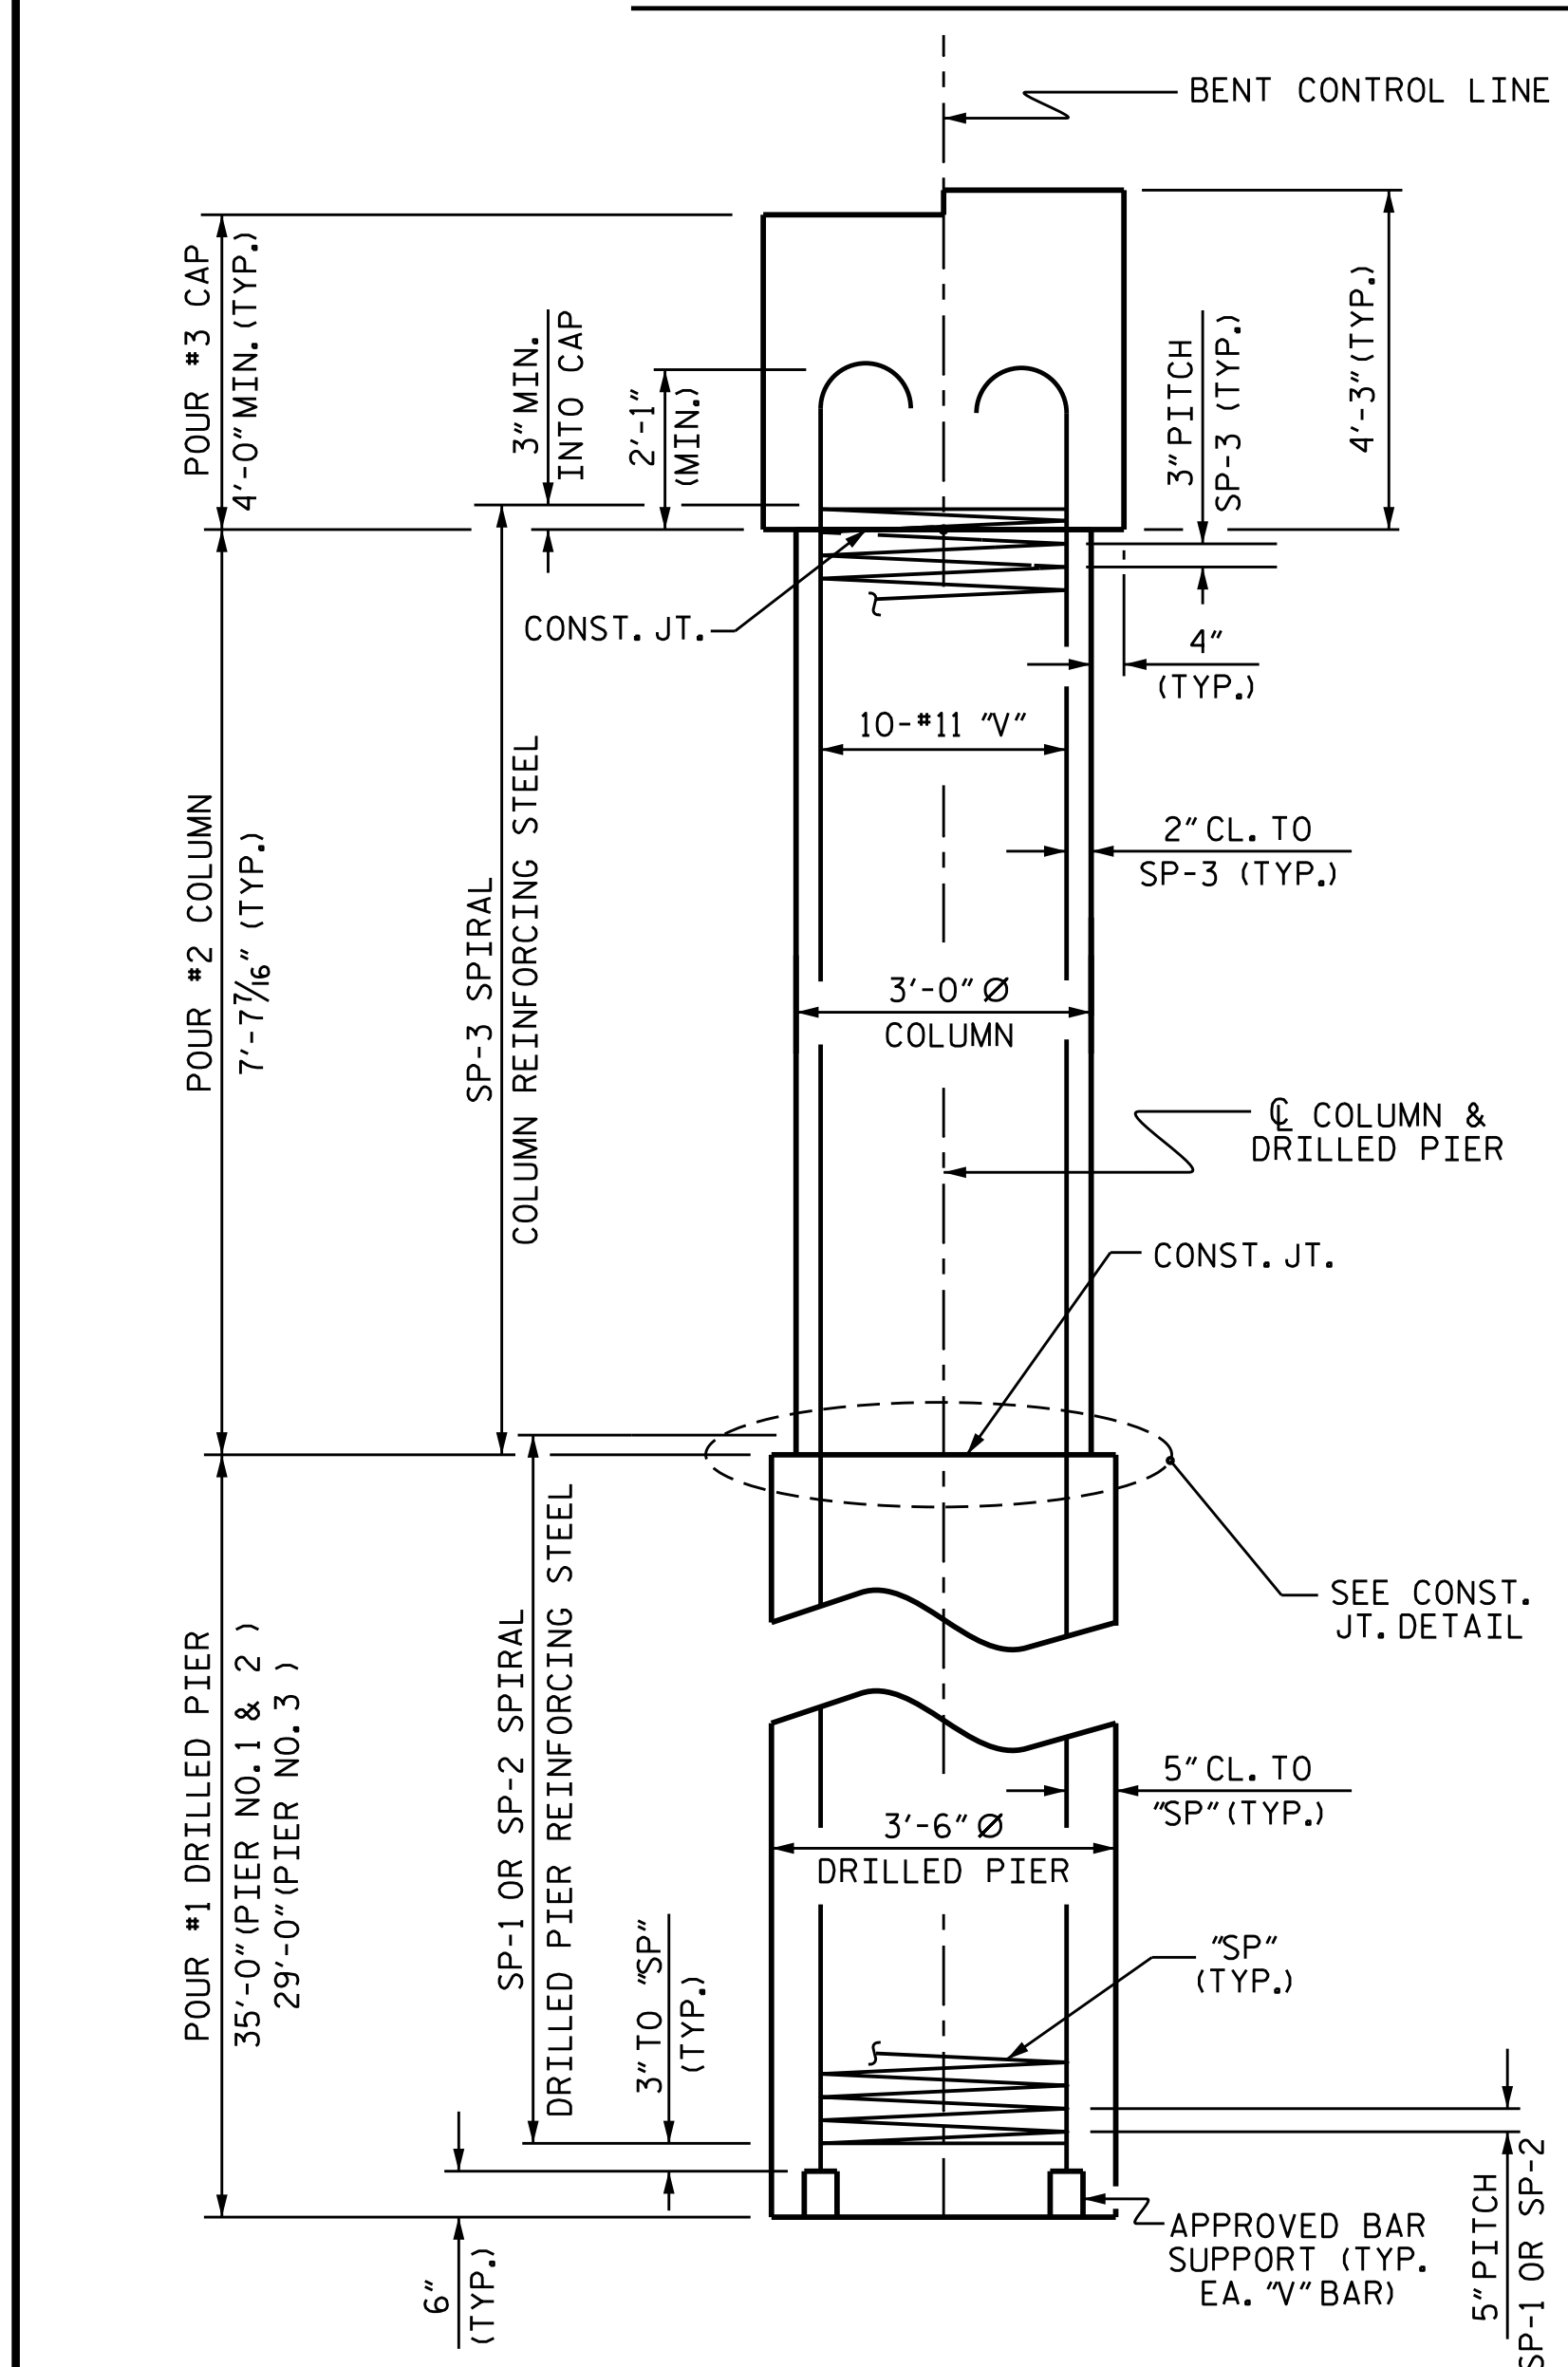 BENT CONTROL LINE
POUR #3 CAP
4'-0" MIN. (TYP.)
3" MIN.
INTO CAP
2'-1"
(MIN.)
3" PITCH
SP-3 (TYP.)
4'-3" (TYP.)
CONST. JT.
4"
(TYP.)
10-#11 "V"
POUR #2 COLUMN
7'-7 7/16" (TYP.)
SP-3 SPIRAL
COLUMN REINFORCING STEEL
2" CL. TO
SP-3 (TYP.)
3'-0" Ø
COLUMN
℄ COLUMN &
DRILLED PIER
CONST. JT.
SEE CONST.
JT. DETAIL
POUR #1 DRILLED PIER
35'-0" (PIER NO. 1 & 2 )
29'-0" (PIER NO. 3 )
SP-1 OR SP-2 SPIRAL
DRILLED PIER REINFORCING STEEL
5" CL. TO
"SP" (TYP.)
3'-6" Ø
DRILLED PIER
3" TO "SP"
(TYP.)
"SP"
(TYP.)
6"
(TYP.)
APPROVED BAR
SUPPORT (TYP.
EA. "V" BAR)
5" PITCH
SP-1 OR SP-2